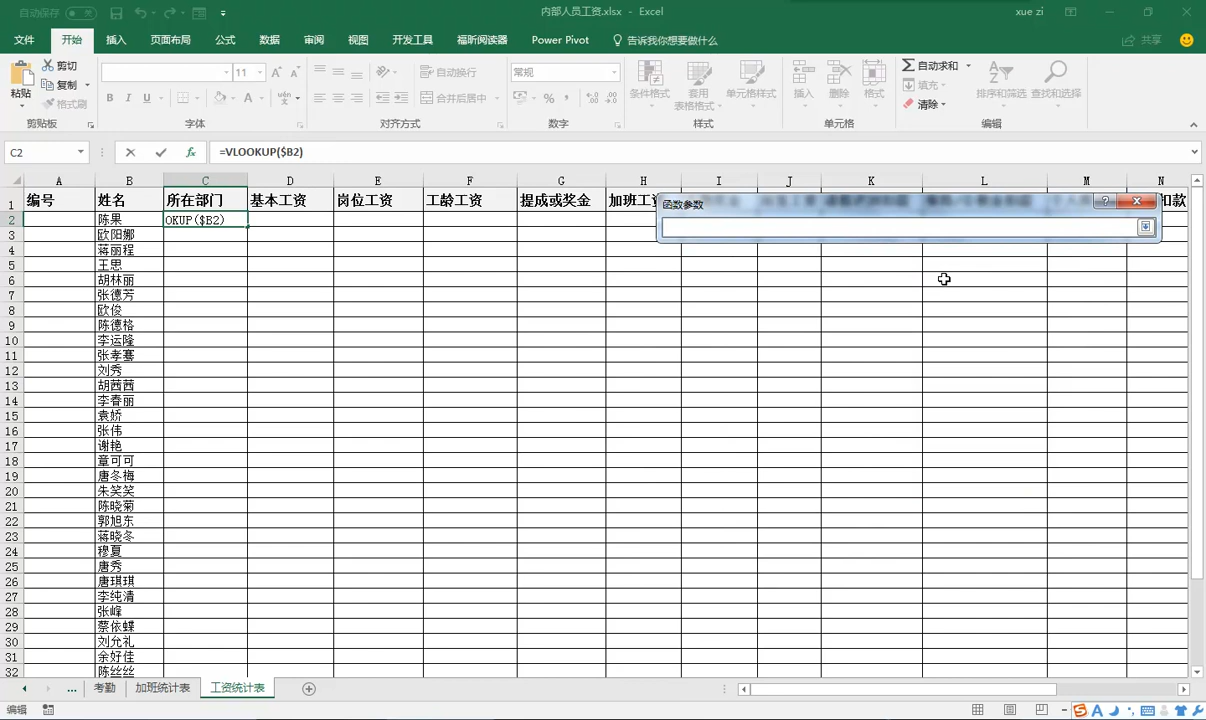 自动保存
内部人员工资.xlsx - Excel
xue zi
文件 开始 插入 页面布局 公式 数据 审阅 视图 开发工具 福昕阅读器 Power Pivot 告诉我你想要做什么 共享
剪切
复制
格式刷
粘贴
剪贴板
11
B I U A
字体
自动换行
合并后居中
对齐方式
常规
%
数字
条件格式
套用
表格格式
单元格样式
样式
插入 删除 格式
单元格
自动求和
填充
清除
排序和筛选 查找和选择
编辑
C2
fx
=VLOOKUP($B2)
A B C D E F G H I J K L M N
1 编号 姓名 所在部门 基本工资 岗位工资 工龄工资 提成或奖金 加班工资 扣款
函数参数
2 陈果 OKUP($B2)
3 欧阳娜
4 蒋丽程
5 王思
6 胡林丽
7 张德芳
8 欧俊
9 陈德格
10 李运隆
11 张孝骞
12 刘秀
13 胡茜茜
14 李春丽
15 袁娇
16 张伟
17 谢艳
18 章可可
19 唐冬梅
20 朱笑笑
21 陈晓菊
22 郭旭东
23 蒋晓冬
24 穆夏
25 唐秀
26 唐琪琪
27 李纯清
28 张峰
29 蔡依蝶
30 刘允礼
31 余好佳
32 陈丝丝
... 考勤 加班统计表 工资统计表
编辑